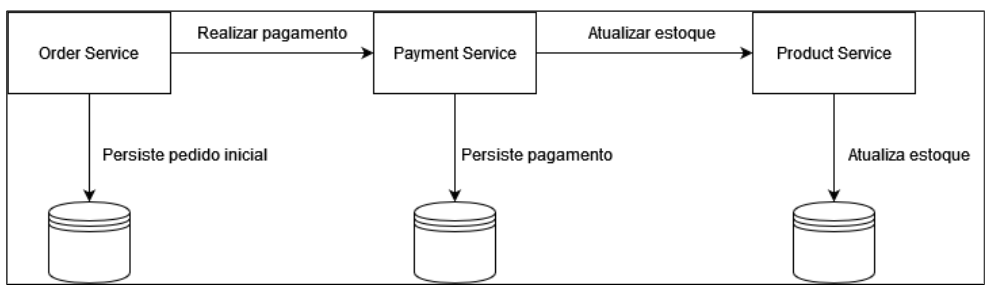 Realizar pagamento
Atualizar estoque
Order Service
Payment Service
Product Service
Persiste pedido inicial
Persiste pagamento
Atualiza estoque